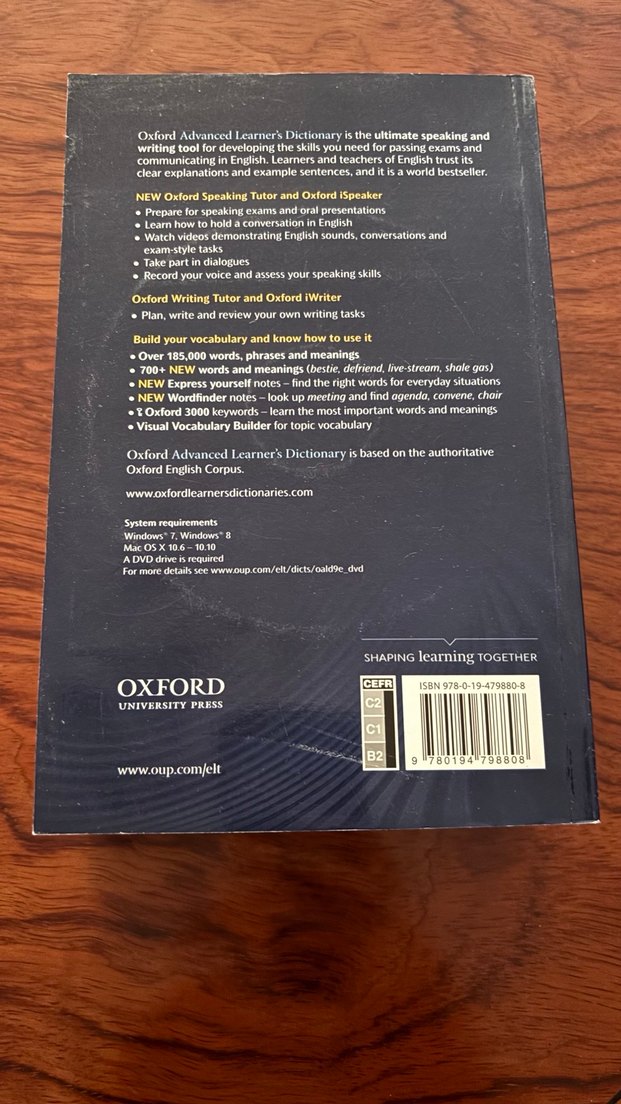 Oxford Advanced Learner's Dictionary is the ultimate speaking and
writing tool for developing the skills you need for passing exams and
communicating in English. Learners and teachers of English trust its
clear explanations and example sentences, and it is a world bestseller.
NEW Oxford Speaking Tutor and Oxford iSpeaker
• Prepare for speaking exams and oral presentations
• Learn how to hold a conversation in English
• Watch videos demonstrating English sounds, conversations and
exam-style tasks
• Take part in dialogues
• Record your voice and assess your speaking skills
Oxford Writing Tutor and Oxford iWriter
• Plan, write and review your own writing tasks
Build your vocabulary and know how to use it
• Over 185,000 words, phrases and meanings
• 700+ NEW words and meanings (bestie, defriend, live-stream, shale gas)
• NEW Express yourself notes – find the right words for everyday situations
• NEW Wordfinder notes – look up meeting and find agenda, convene, chair
• Oxford 3000 keywords – learn the most important words and meanings
• Visual Vocabulary Builder for topic vocabulary
Oxford Advanced Learner's Dictionary is based on the authoritative
Oxford English Corpus.
www.oxfordlearnersdictionaries.com
System requirements
Windows® 7, Windows® 8
Mac OS X 10.6 – 10.10
A DVD drive is required
For more details see www.oup.com/elt/dicts/oald9e_dvd
SHAPING learning TOGETHER
OXFORD
UNIVERSITY PRESS
www.oup.com/elt
CEFR
C2
C1
B2
ISBN 978-0-19-479880-8
9 780194 798808